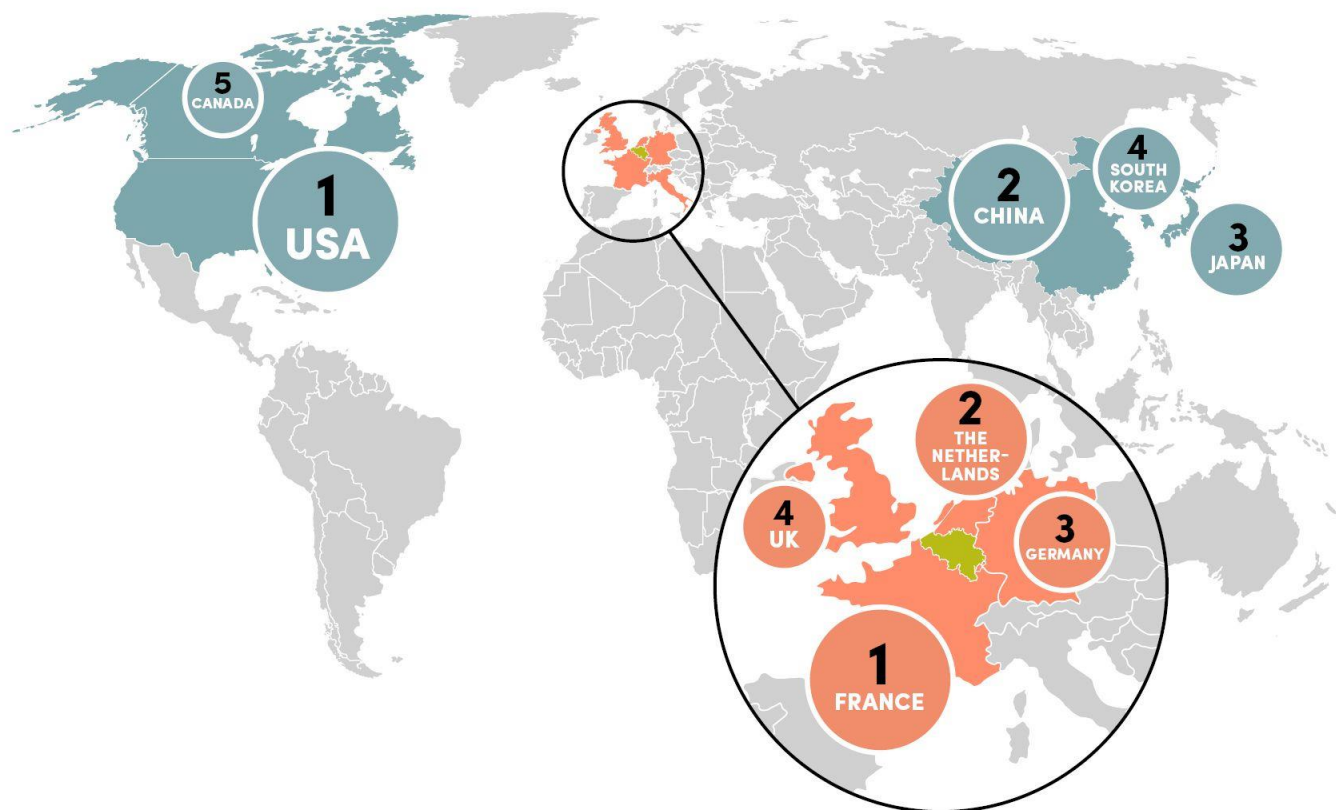 5
CANADA
1
USA
2
CHINA
4
SOUTH
KOREA
3
JAPAN
2
THE
NETHER-
LANDS
4
UK
3
GERMANY
1
FRANCE